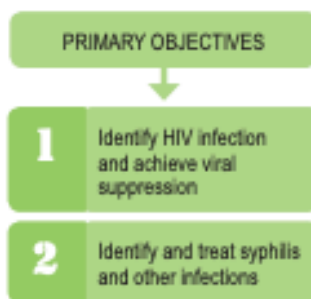 PRIMARY OBJECTIVES
1
Identify HIV infection
and achieve viral
suppression
2
Identify and treat syphilis
and other infections